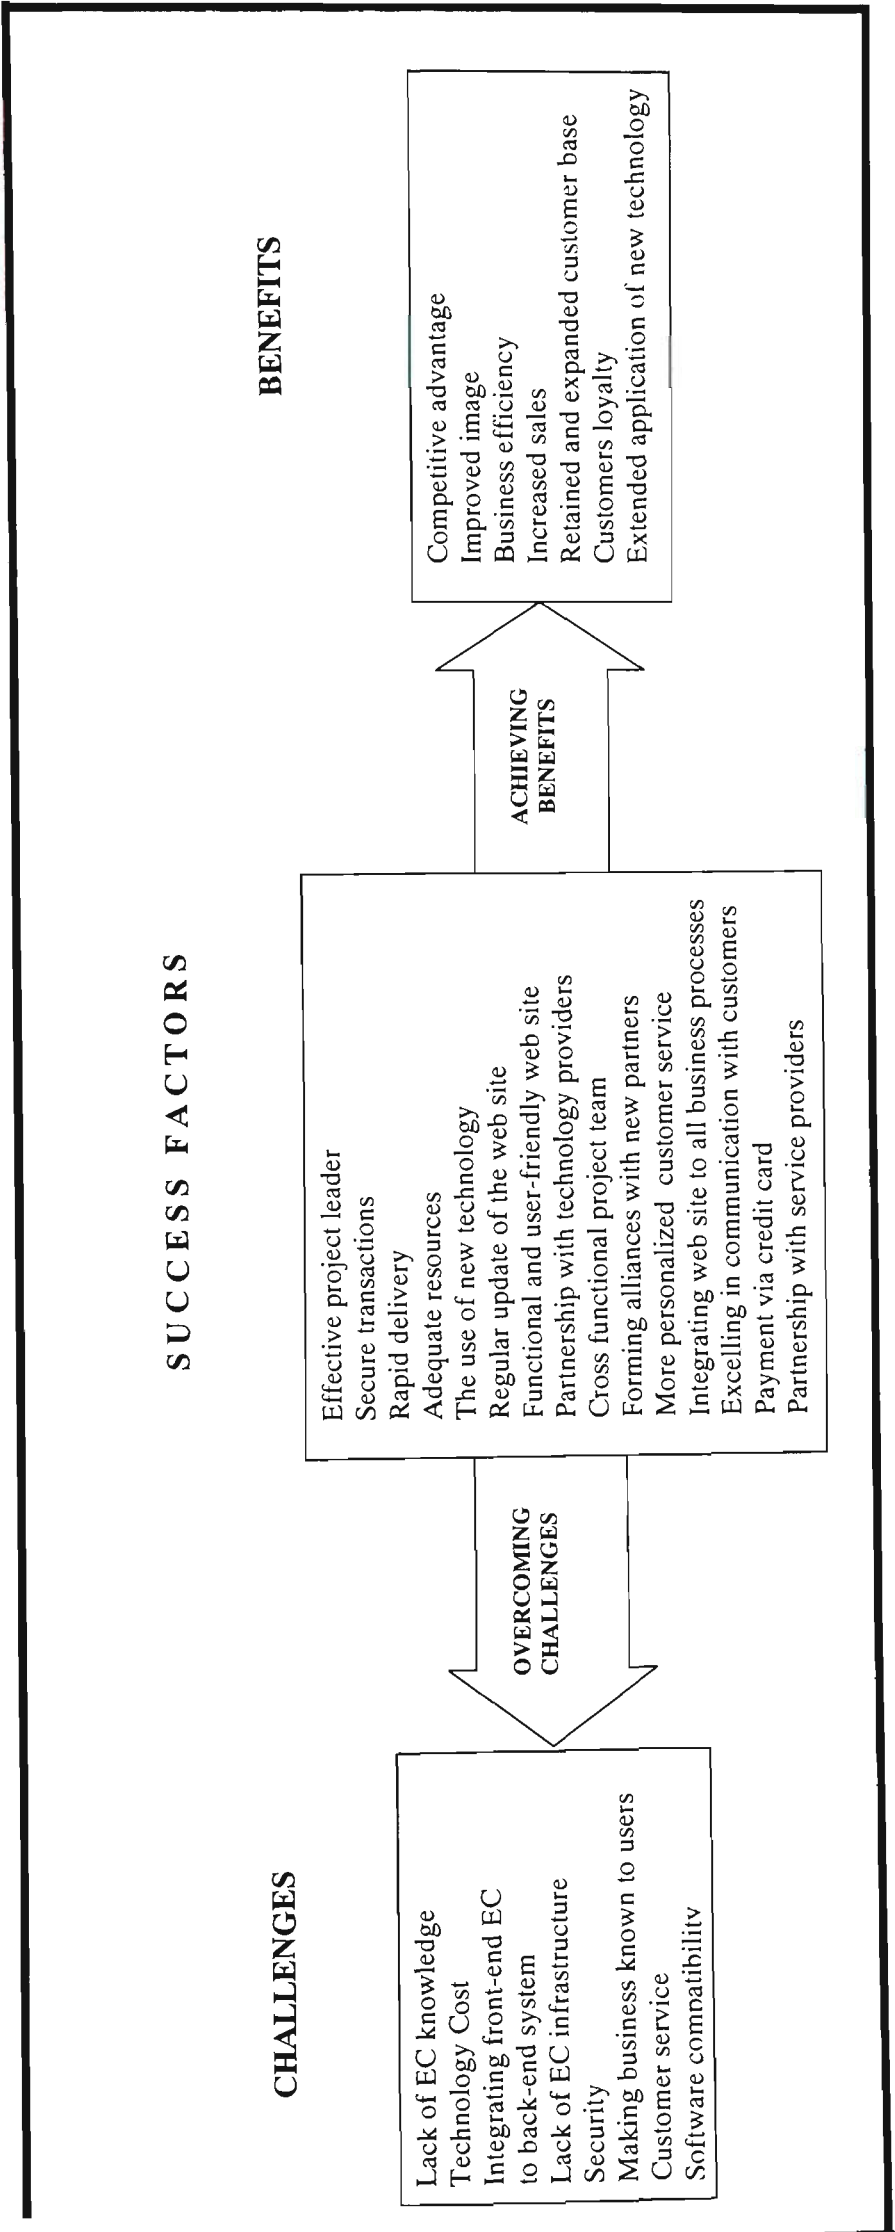 SUCCESS FACTORS
CHALLENGES
BENEFITS
Lack of EC knowledge
Technology Cost
Integrating front-end EC
to back-end system
Lack of EC infrastructure
Security
Making business known to users
Customer service
Software compatibility
OVERCOMING
CHALLENGES
Effective project leader
Secure transactions
Rapid delivery
Adequate resources
The use of new technology
Regular update of the web site
Functional and user-friendly web site
Partnership with technology providers
Cross functional project team
Forming alliances with new partners
More personalized customer service
Integrating web site to all business processes
Excelling in communication with customers
Payment via credit card
Partnership with service providers
ACHIEVING
BENEFITS
Competitive advantage
Improved image
Business efficiency
Increased sales
Retained and expanded customer base
Customers loyalty
Extended application of new technology